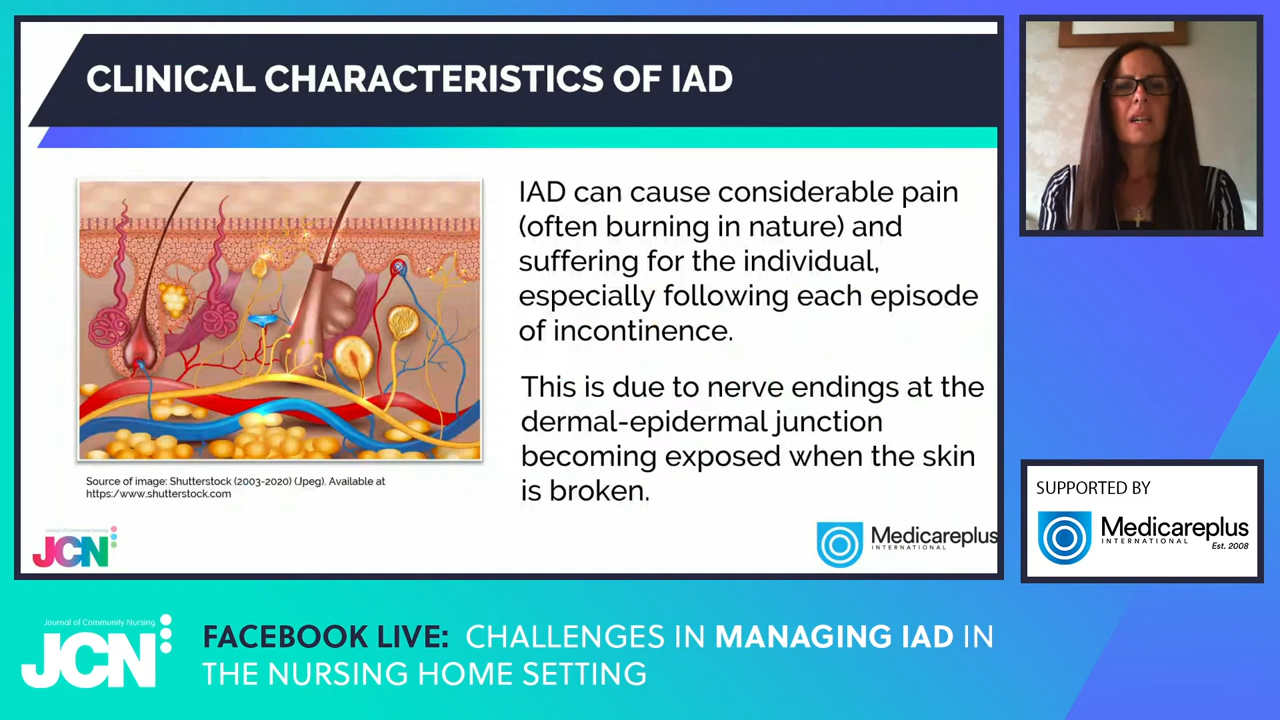 CLINICAL CHARACTERISTICS OF IAD
IAD can cause considerable pain
(often burning in nature) and
suffering for the individual,
especially following each episode
of incontinence.
This is due to nerve endings at the
dermal-epidermal junction
becoming exposed when the skin
is broken.
Source of image: Shutterstock (2003-2020) (Jpeg). Available at
https:/www.shutterstock.com
Journal of Community Nursing
JCN
Medicareplus
INTERNATIONAL
SUPPORTED BY
Medicareplus
INTERNATIONAL
Est. 2008
Journal of Community Nursing
JCN
FACEBOOK LIVE: CHALLENGES IN MANAGING IAD IN
THE NURSING HOME SETTING